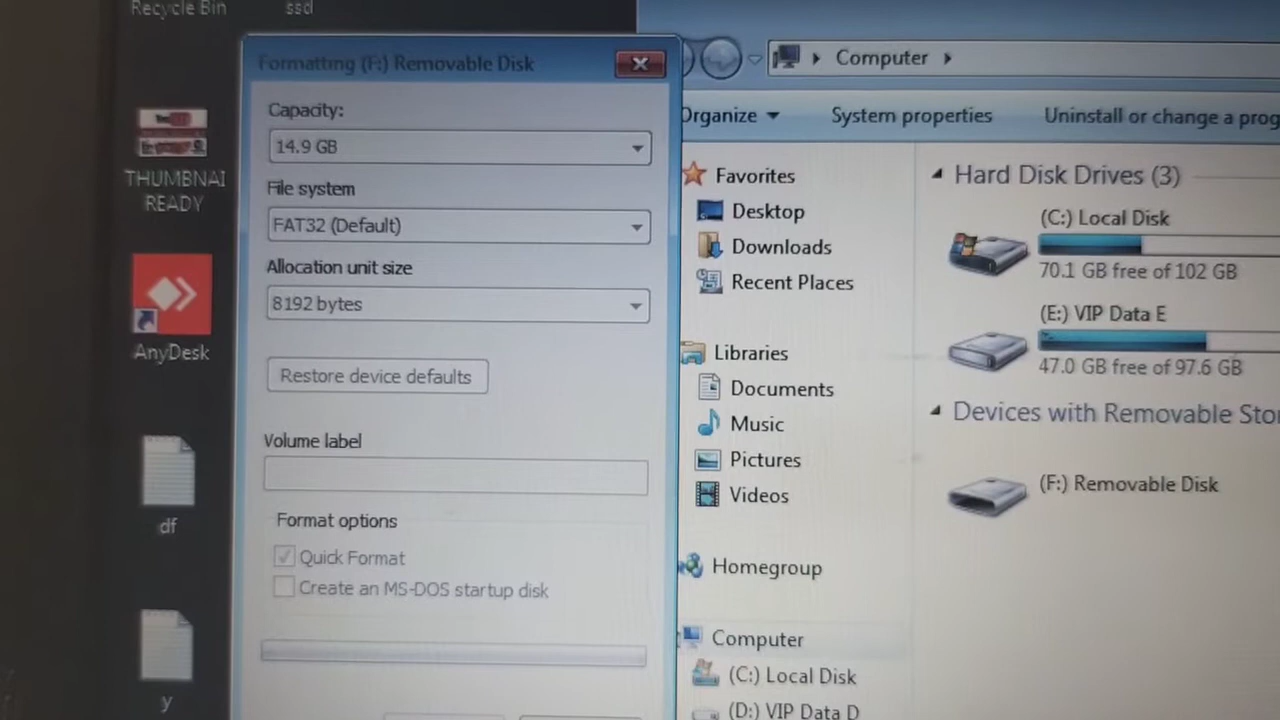 Recycle Bin
ssd
THUMBNAI
READY
AnyDesk
df
y
Formatting (F:) Removable Disk
Capacity:
14.9 GB
File system
FAT32 (Default)
Allocation unit size
8192 bytes
Restore device defaults
Volume label
Format options
Quick Format
Create an MS-DOS startup disk
Computer
Organize
System properties
Uninstall or change a prog
Favorites
Desktop
Downloads
Recent Places
Libraries
Documents
Music
Pictures
Videos
Homegroup
Computer
(C:) Local Disk
(D:) VIP Data D
Hard Disk Drives (3)
(C:) Local Disk
70.1 GB free of 102 GB
(E:) VIP Data E
47.0 GB free of 97.6 GB
Devices with Removable Sto
(F:) Removable Disk